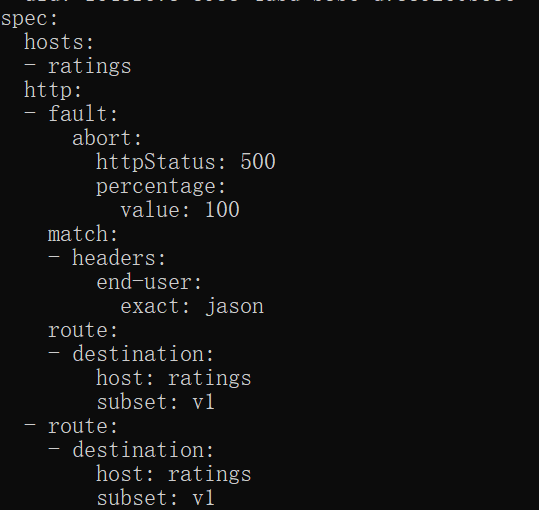 spec:
  hosts:
  - ratings
  http:
  - fault:
      abort:
        httpStatus: 500
        percentage:
          value: 100
    match:
    - headers:
        end-user:
          exact: jason
    route:
    - destination:
        host: ratings
        subset: v1
  - route:
    - destination:
        host: ratings
        subset: v1